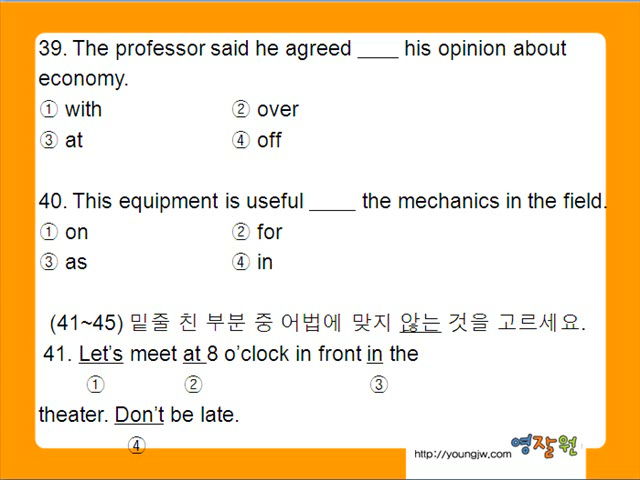 39. The professor said he agreed ____ his opinion about
economy.
① with ② over
③ at ④ off
40. This equipment is useful ____ the mechanics in the field.
① on ② for
③ as ④ in
(41~45) 밑줄 친 부분 중 어법에 맞지 않는 것을 고르세요.
41. Let's meet at 8 o'clock in front in the
① ② ③
theater. Don't be late.
④
http://youngjw.com 영잘원